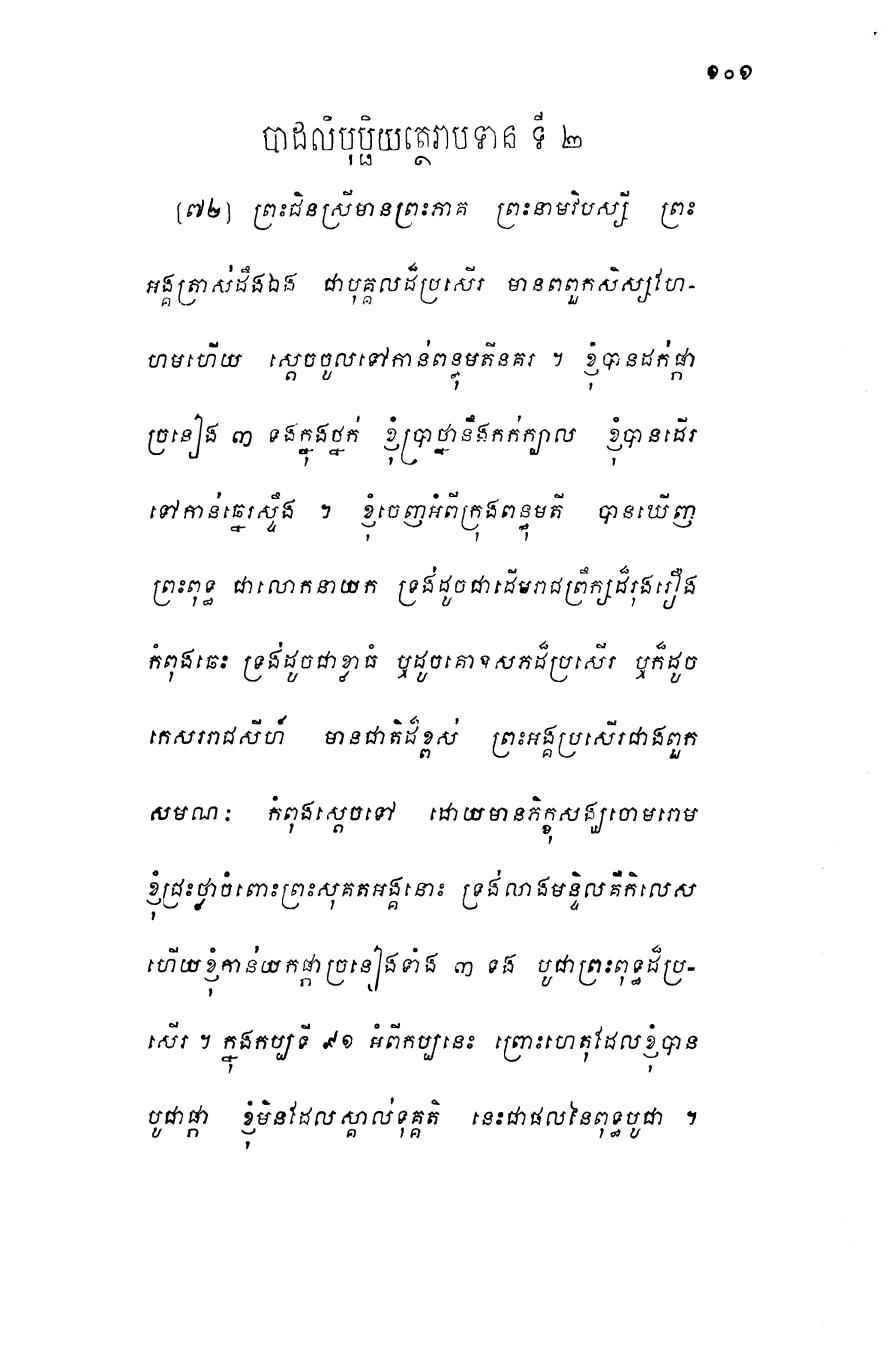 ១០១
បាដលិបុប្ផិយត្ថេរាបទាន ទី ២
(៧២) ព្រះជិនស្រីមានព្រះភាគ ព្រះនាមវិបស្សី ព្រះ
អង្គត្រាស់ដឹងឯង ជាបុគ្គលដ៏ប្រសើរ មានពពួកសិស្សហែ-
ហមហើយ ស្តេចចូលទៅកាន់ពន្ធុមតីនគរ ។ ខ្ញុំបានដក់ផ្កា
ច្រនៀង ៣ ទងក្នុងថ្នក់ ខ្ញុំប្រាថ្នានឹងកក់ក្បាល ខ្ញុំបានដើរ
ទៅកាន់ឆ្នេរស្ទឹង ។ ខ្ញុំចេញអំពីក្រុងពន្ធុមតី បានឃើញ
ព្រះពុទ្ធ ជាលោកនាយក ទ្រង់ដូចជាដើមរាជព្រឹក្សដ៏រុងរឿង
កំពុងឆេះ ទ្រង់ដូចជាខ្លាធំ ឬដូចគោឧសភដ៏ប្រសើរ ឬក៏ដូច
កេសររាជសីហ៍ មានជាតិដ៏ខ្ពស់ ព្រះអង្គប្រសើរជាងពួក
សមណៈ កំពុងស្តេចទៅ ដោយមានភិក្ខុសង្ឃចោមរោម
ខ្ញុំជ្រះថ្លាចំពោះព្រះសុគតអង្គនោះ ទ្រង់លាងមន្ទិលគឺកិលេស
ហើយខ្ញុំកាន់យកផ្កាច្រនៀងទាំង ៣ ទង បូជាព្រះពុទ្ធដ៏ប្រ-
សើរ ។ ក្នុងកប្បទី ៩១ អំពីកប្បនេះ ព្រោះហេតុដែលខ្ញុំបាន
បូជាផ្កា ខ្ញុំមិនដែលស្គាល់ទុគ្គតិ នេះជាផលនៃពុទ្ធបូជា ។